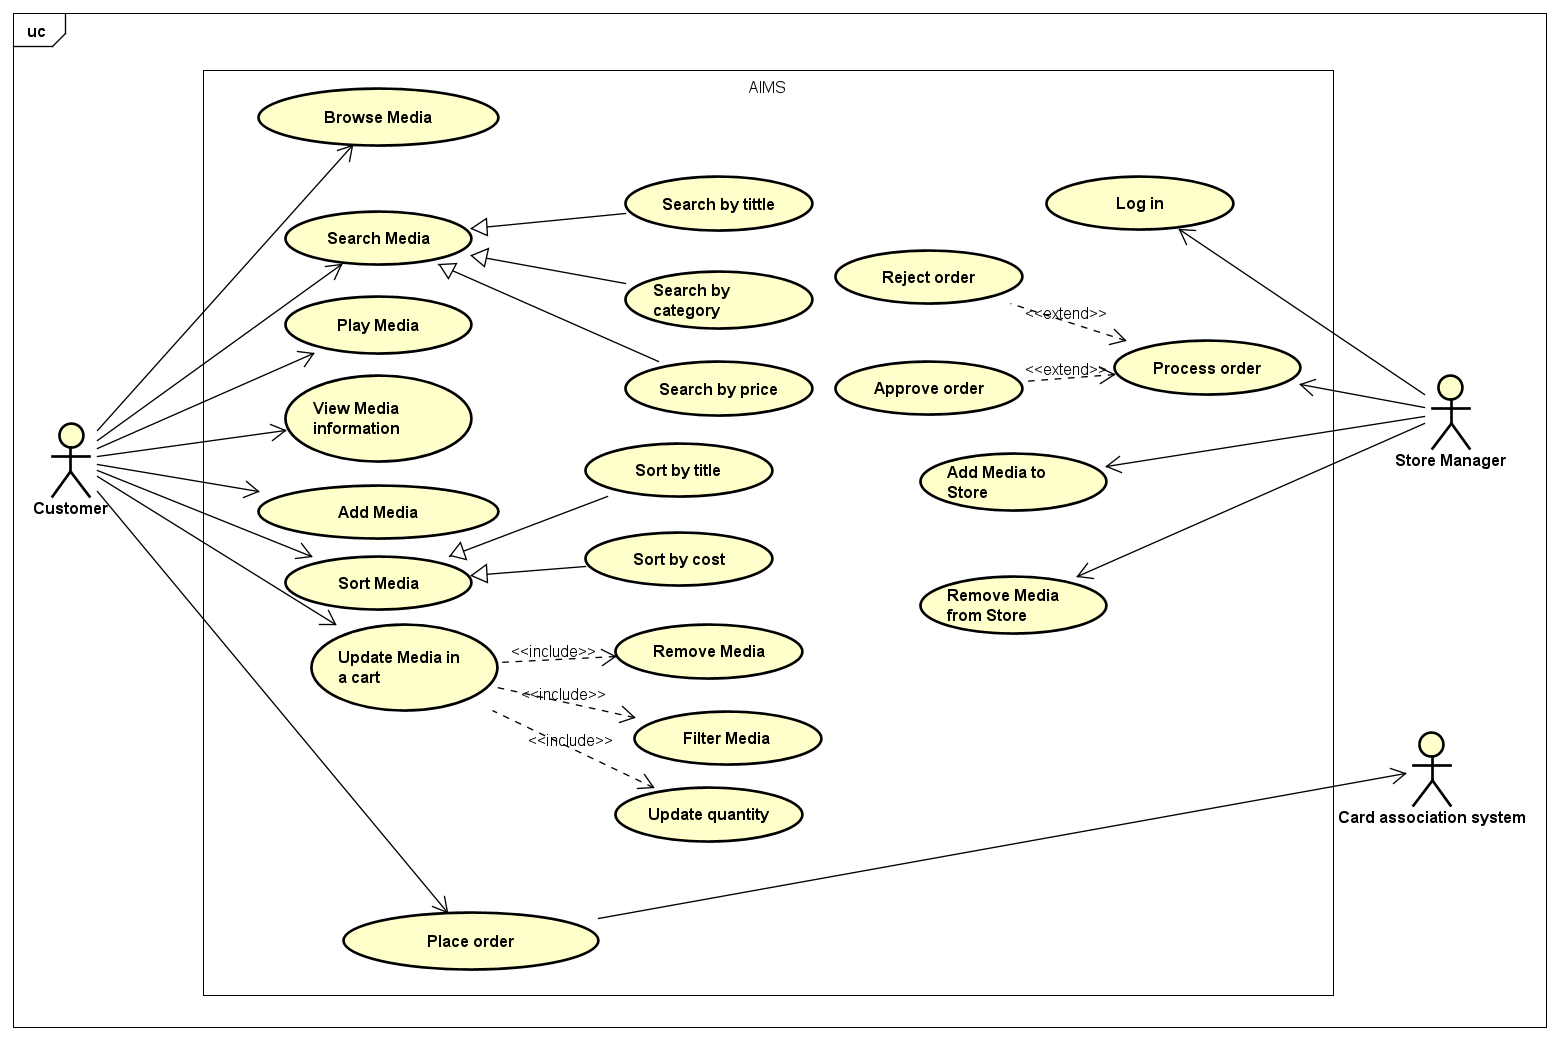 uc
AIMS
Browse Media
Search Media
Search by tittle
Search by
category
Search by price
Play Media
View Media
information
Customer
Add Media
Sort Media
Sort by title
Sort by cost
Update Media in
a cart
<<include>>
Remove Media
<<include>>
Filter Media
<<include>>
Update quantity
Place order
Log in
Reject order
<<extend>>
Process order
Approve order
<<extend>>
Store Manager
Add Media to
Store
Remove Media
from Store
Card association system